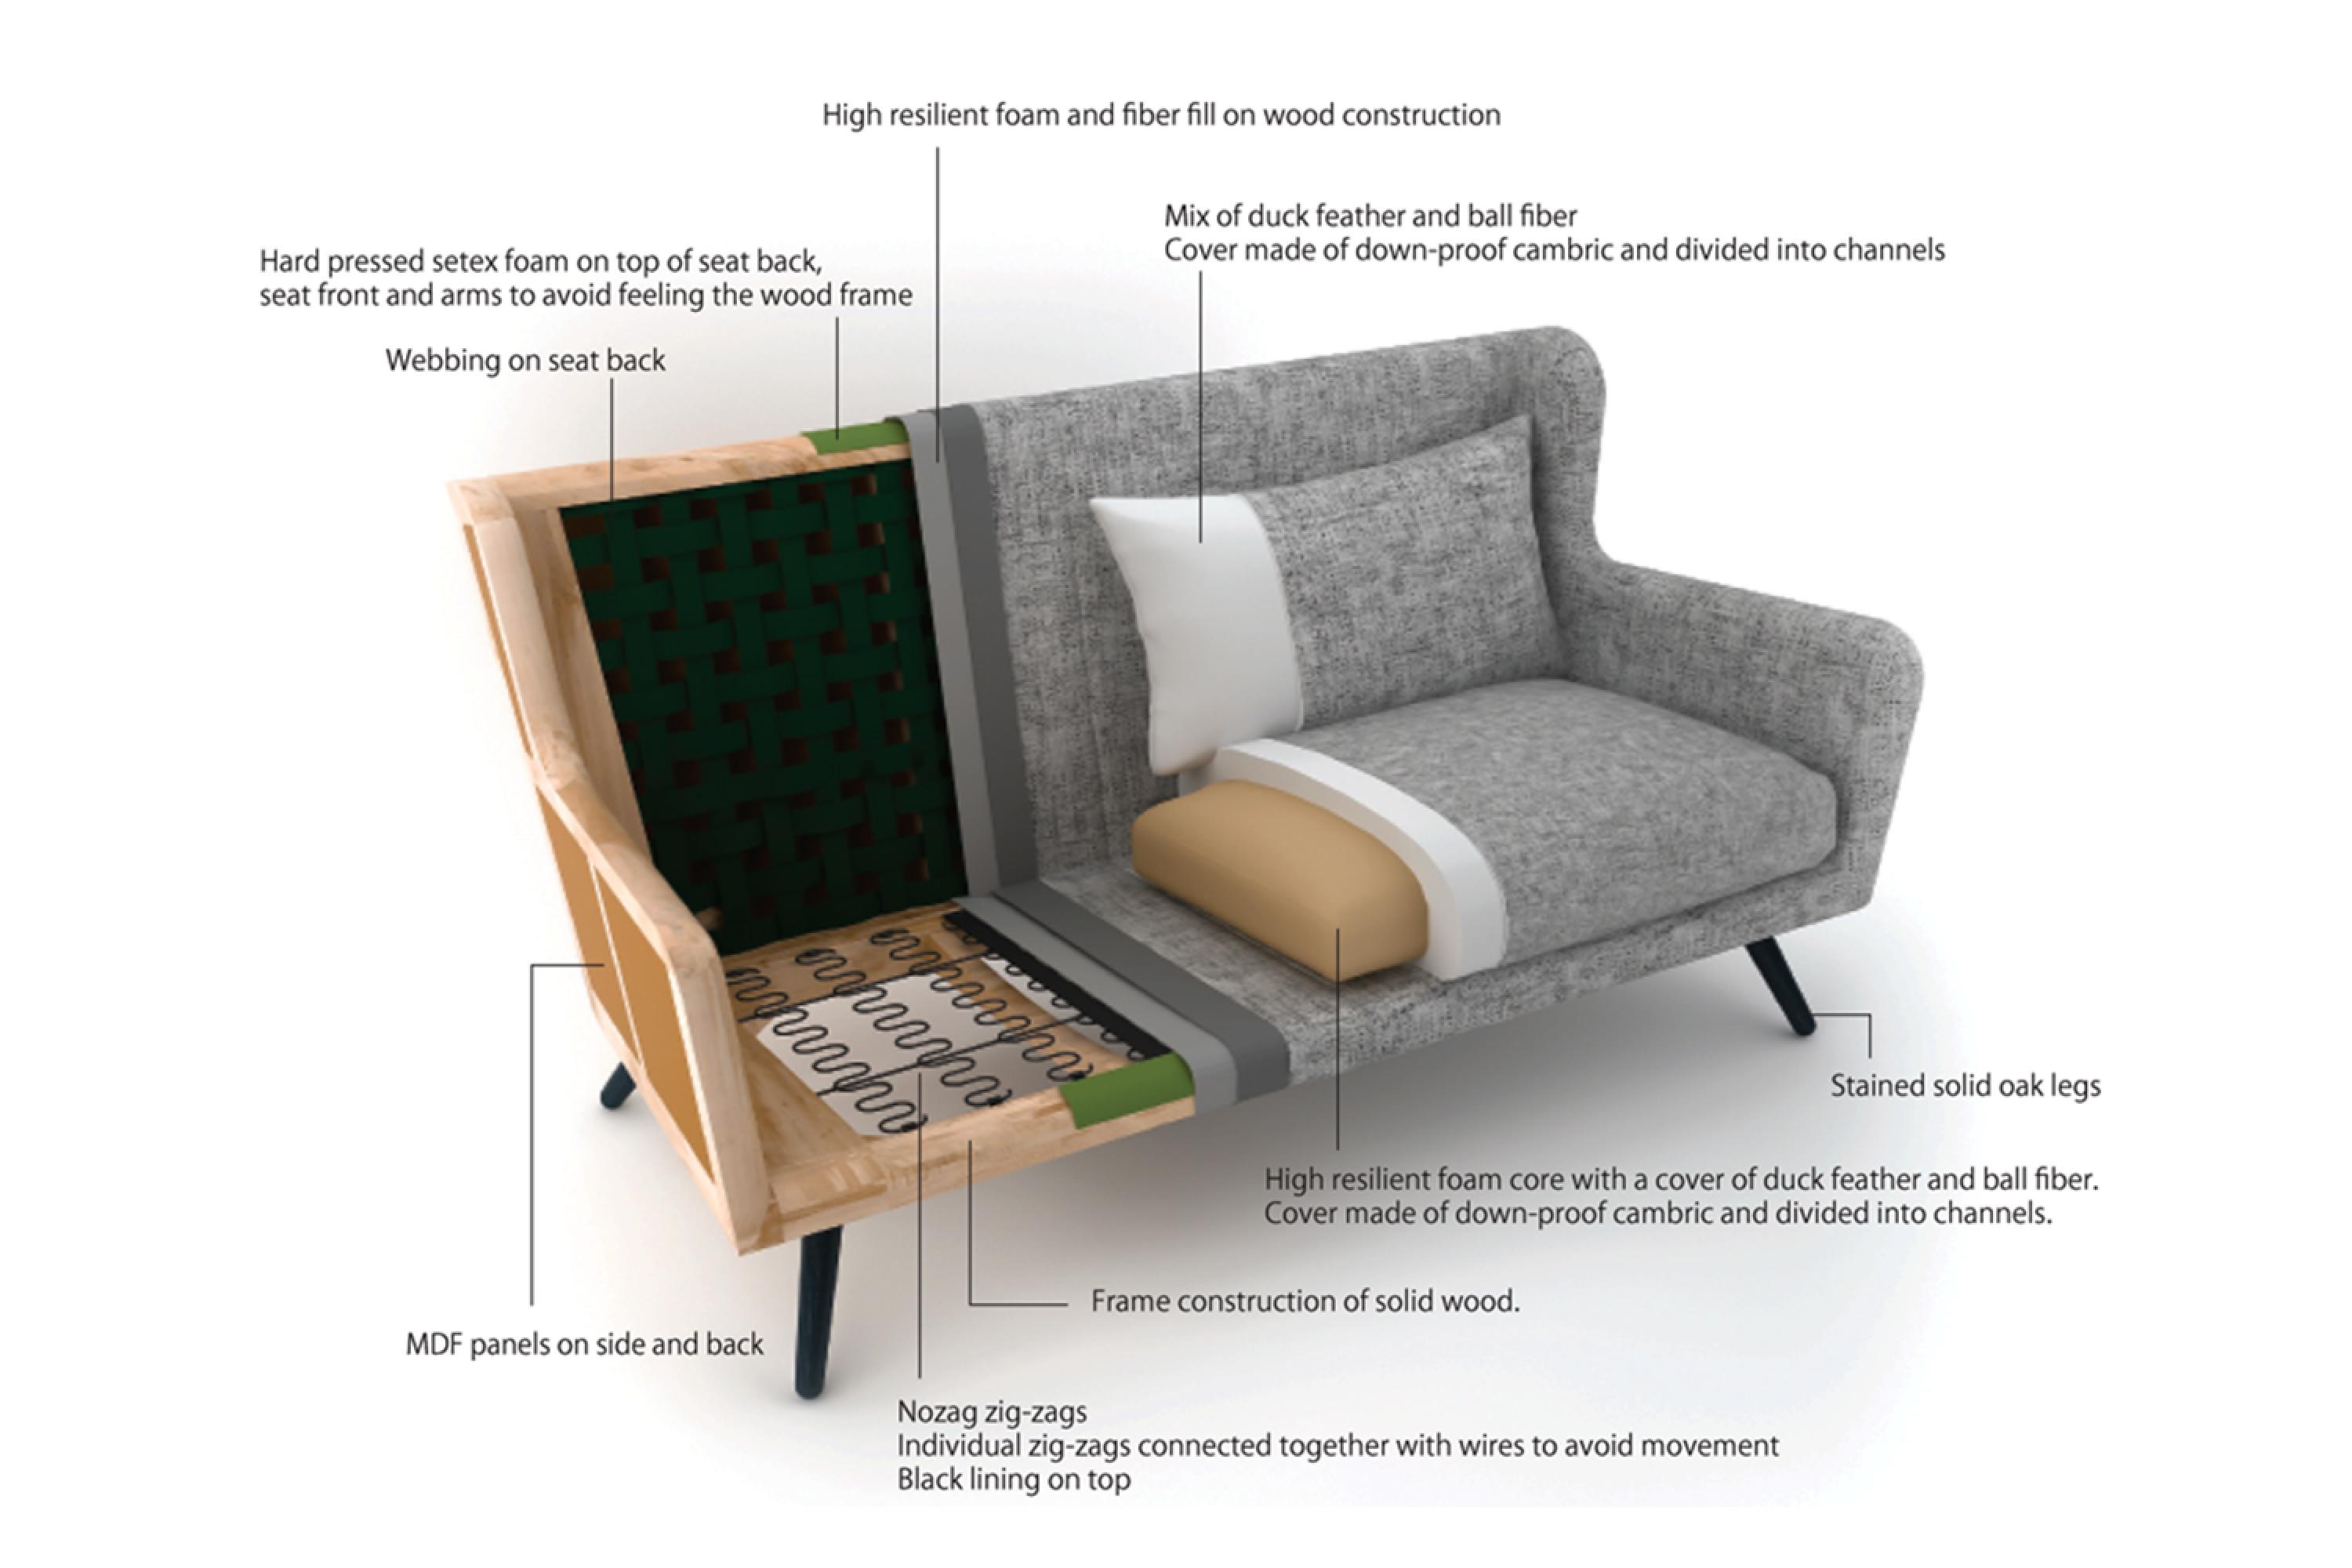 High resilient foam and fiber fill on wood construction
Mix of duck feather and ball fiber
Cover made of down-proof cambric and divided into channels
Hard pressed setex foam on top of seat back,
seat front and arms to avoid feeling the wood frame
Webbing on seat back
Stained solid oak legs
High resilient foam core with a cover of duck feather and ball fiber.
Cover made of down-proof cambric and divided into channels.
Frame construction of solid wood.
MDF panels on side and back
Nozag zig-zags
Individual zig-zags connected together with wires to avoid movement
Black lining on top